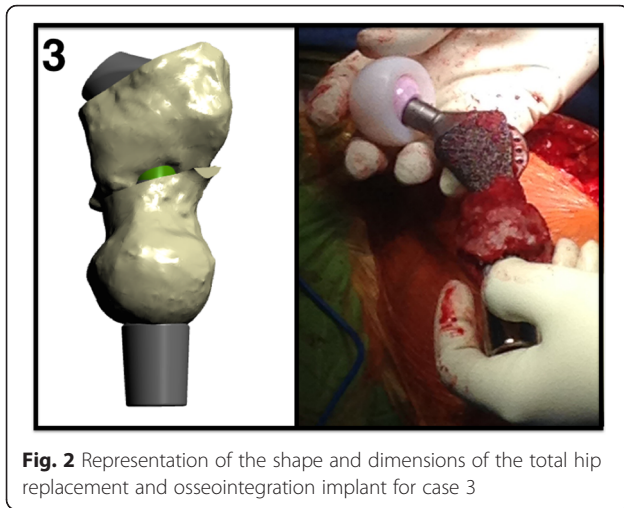 3
Fig. 2 Representation of the shape and dimensions of the total hip
replacement and osseointegration implant for case 3